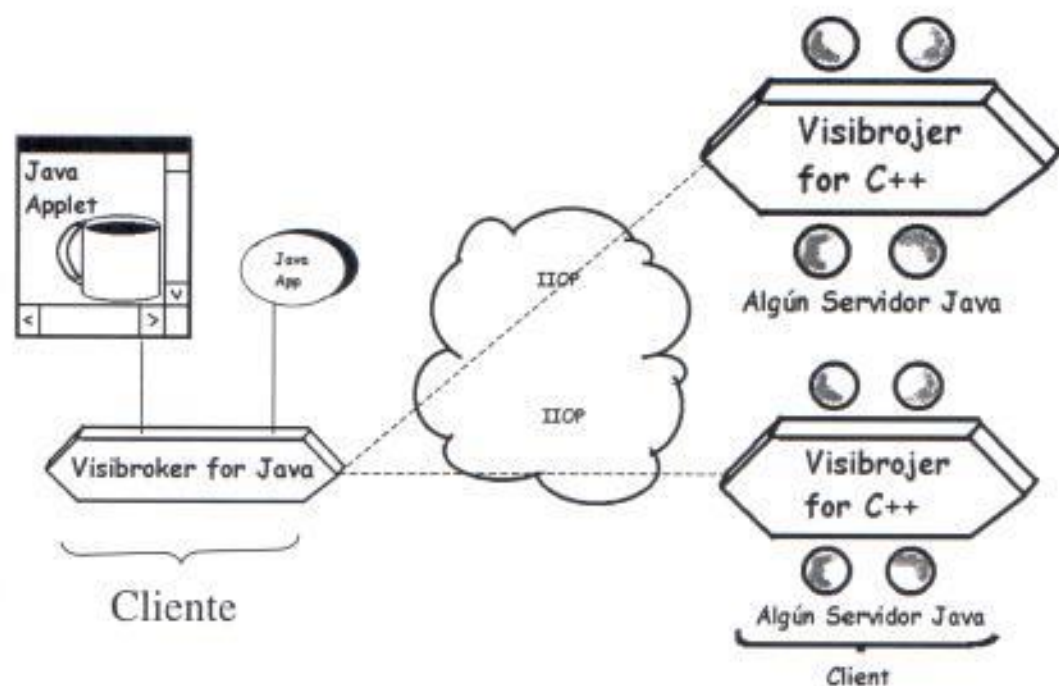 Java
Applet
Java
App
Visibroker for Java
Cliente
IIOP
IIOP
Visibrojer
for C++
Algún Servidor Java
Visibrojer
for C++
Algún Servidor Java
Client